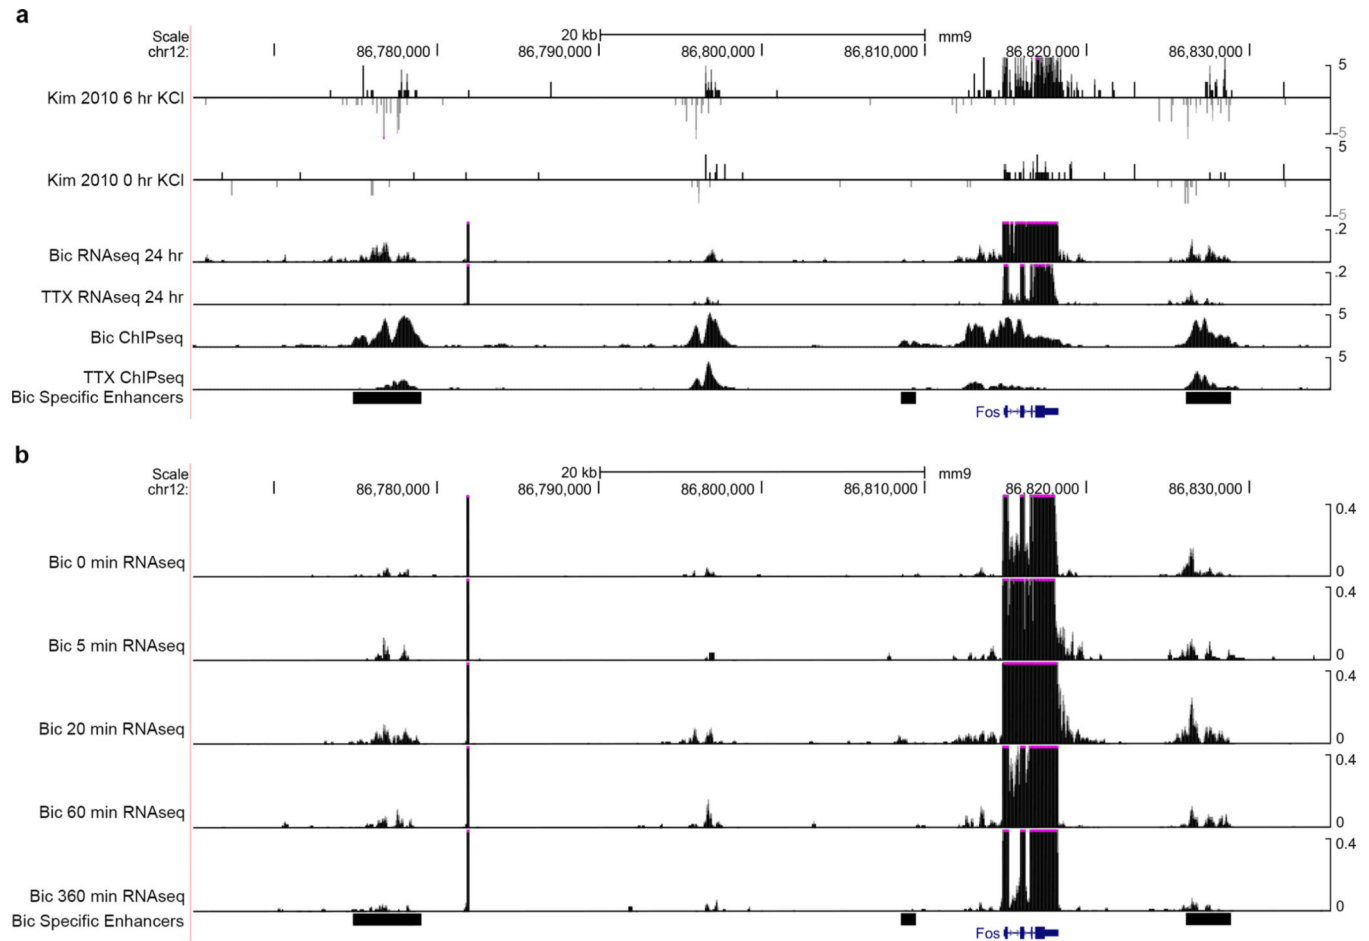 a
Scale 20 kb mm9
chr12: 86,780,000 86,790,000 86,800,000 86,810,000 86,820,000 86,830,000
5
Kim 2010 6 hr KCl
-5
5
Kim 2010 0 hr KCl
-5
.2
Bic RNAseq 24 hr
.2
TTX RNAseq 24 hr
5
Bic ChIPseq
5
TTX ChIPseq
Bic Specific Enhancers
Fos
b
Scale 20 kb mm9
chr12: 86,780,000 86,790,000 86,800,000 86,810,000 86,820,000 86,830,000
0.4
Bic 0 min RNAseq
0
0.4
Bic 5 min RNAseq
0
0.4
Bic 20 min RNAseq
0
0.4
Bic 60 min RNAseq
0
0.4
Bic 360 min RNAseq
0
Bic Specific Enhancers
Fos